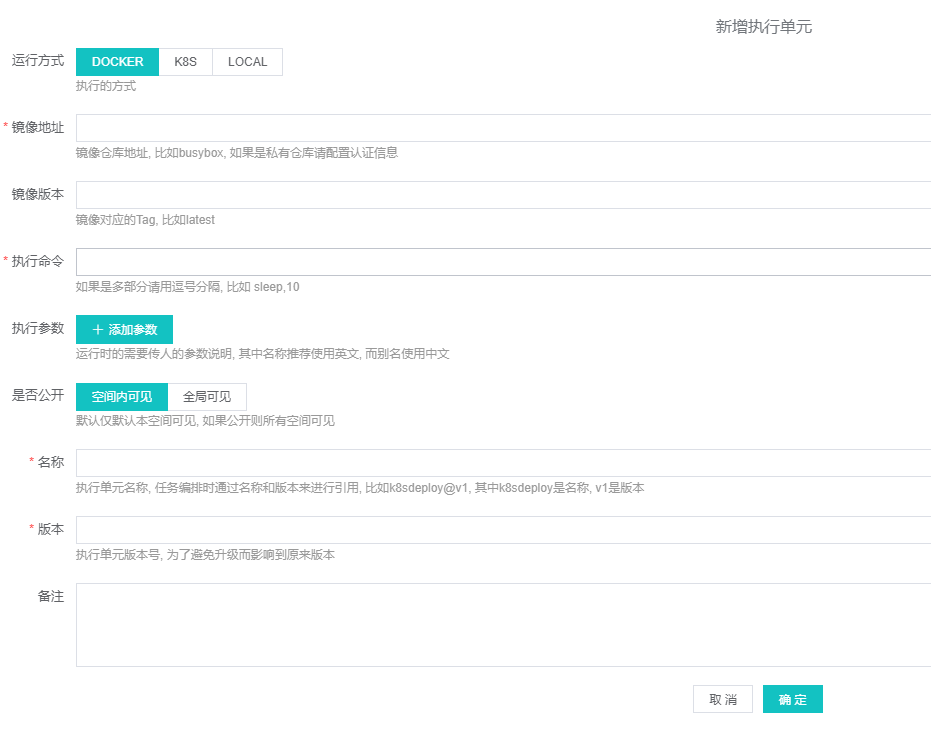 新增执行单元
运行方式 DOCKER K8S LOCAL
执行的方式
* 镜像地址
镜像仓库地址, 比如busybox, 如果是私有仓库请配置认证信息
镜像版本
镜像对应的Tag, 比如latest
* 执行命令
如果是多部分请用逗号分隔, 比如 sleep,10
执行参数 + 添加参数
运行时的需要传人的参数说明, 其中名称推荐使用英文, 而别名使用中文
是否公开 空间内可见 全局可见
默认仅默认本空间可见, 如果公开则所有空间可见
* 名称
执行单元名称, 任务编排时通过名称和版本来进行引用, 比如k8sdeploy@v1, 其中k8sdeploy是名称, v1是版本
* 版本
执行单元版本号, 为了避免升级而影响到原来版本
备注
取 消 确 定